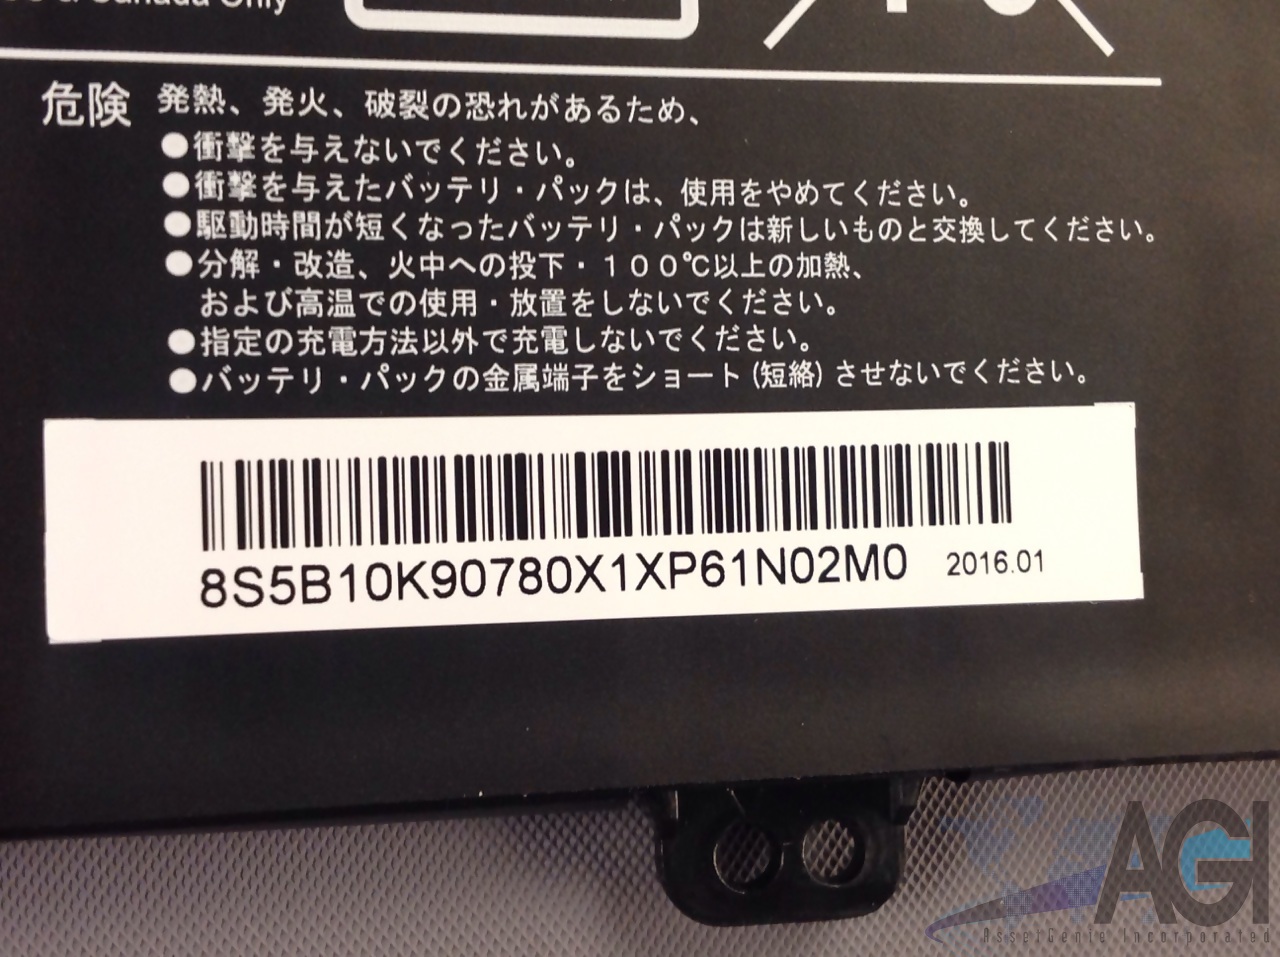 Canada Only
危険 発熱、発火、破裂の恐れがあるため、
●衝撃を与えないでください。
●衝撃を与えたバッテリ・パックは、使用をやめてください。
●駆動時間が短くなったバッテリ・パックは新しいものと交換してください。
●分解・改造、火中への投下・１００℃以上の加熱、
および高温での使用・放置をしないでください。
●指定の充電方法以外で充電しないでください。
●バッテリ・パックの金属端子をショート(短絡)させないでください。
8S5B10K90780X1XP61N02M0 2016.01
AGI
AssetGenie Incorporated